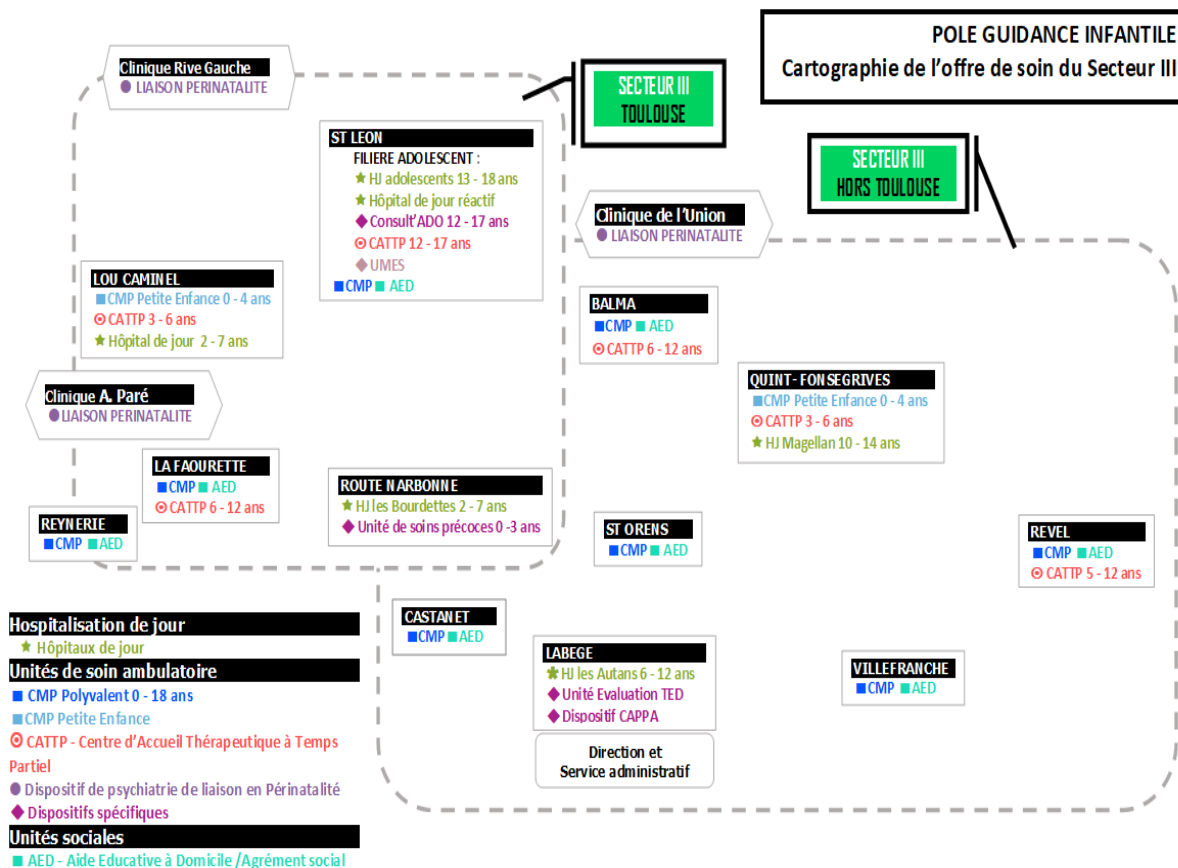 POLE GUIDANCE INFANTILE
Cartographie de l'offre de soin du Secteur III
SECTEUR III
TOULOUSE
SECTEUR III
HORS TOULOUSE
Clinique Rive Gauche
LIAISON PERINATALITE
ST LEON
FILIERE ADOLESCENT :
HJ adolescents 13 - 18 ans
Hôpital de jour réactif
Consult'ADO 12 - 17 ans
CATTP 12 - 17 ans
UMES
CMP AED
Clinique de l'Union
LIAISON PERINATALITE
LOU CAMINEL
CMP Petite Enfance 0 - 4 ans
CATTP 3 - 6 ans
Hôpital de jour 2 - 7 ans
BALMA
CMP AED
CATTP 6 - 12 ans
Clinique A. Paré
LIAISON PERINATALITE
QUINT- FONSEGRIVES
CMP Petite Enfance 0 - 4 ans
CATTP 3 - 6 ans
HJ Magellan 10 - 14 ans
LA FAOURETTE
CMP AED
CATTP 6 - 12 ans
ROUTE NARBONNE
HJ les Bourdettes 2 - 7 ans
Unité de soins précoces 0 -3 ans
REYNERIE
CMP AED
ST ORENS
CMP AED
REVEL
CMP AED
CATTP 5 - 12 ans
CASTANET
CMP AED
LABEGE
HJ les Autans 6 - 12 ans
Unité Evaluation TED
Dispositif CAPPA
Direction et
Service administratif
VILLEFRANCHE
CMP AED
Hospitalisation de jour
Hôpitaux de jour
Unités de soin ambulatoire
CMP Polyvalent 0 - 18 ans
CMP Petite Enfance
CATTP - Centre d'Accueil Thérapeutique à Temps
Partiel
Dispositif de psychiatrie de liaison en Périnatalité
Dispositifs spécifiques
Unités sociales
AED - Aide Educative à Domicile /Agrément social